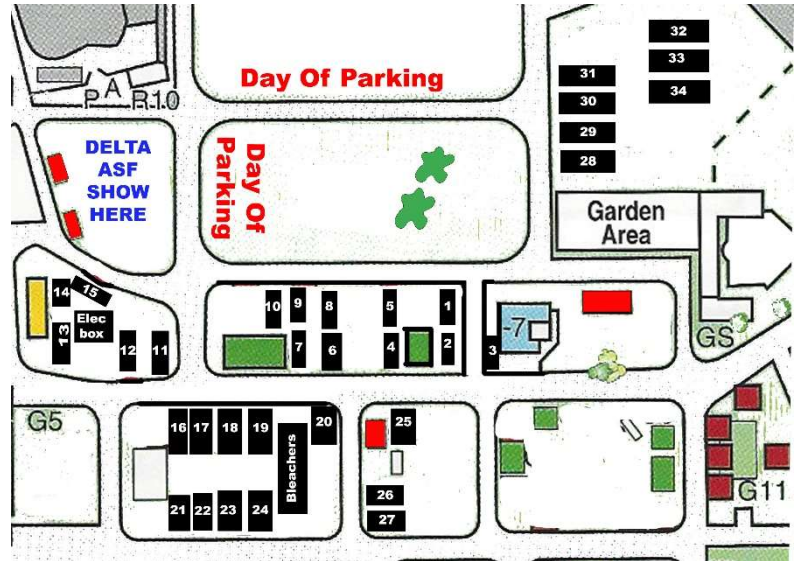 Day Of Parking
P A R10
DELTA
ASF
SHOW
HERE
Day Of
Parking
32
33
34
31
30
29
28
Garden
Area
14
15
13
Elec
box
12
11
10
9
8
5
1
7
6
4
2
3
-7
GS
G5
16
17
18
19
20
Bleachers
21
22
23
24
25
26
27
G11